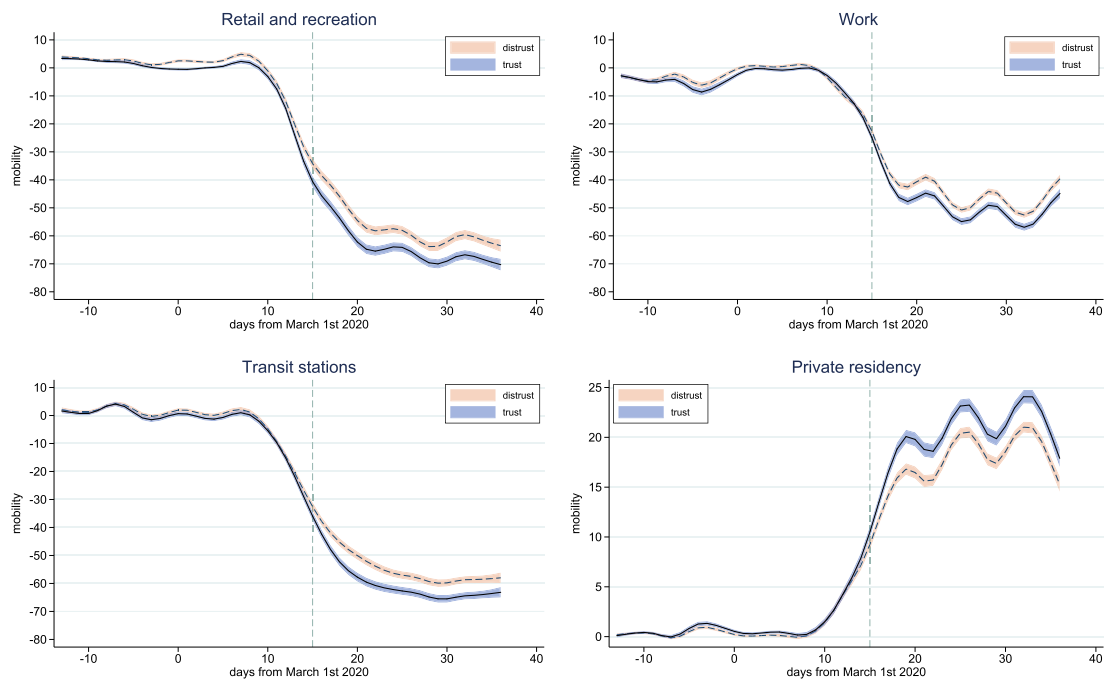 Retail and recreation
10
0
-10
-20
-30
-40
-50
-60
-70
-80
mobility
-10 0 10 20 30 40
days from March 1st 2020
distrust
trust
Work
10
0
-10
-20
-30
-40
-50
-60
-70
-80
mobility
-10 0 10 20 30 40
days from March 1st 2020
distrust
trust
Transit stations
10
0
-10
-20
-30
-40
-50
-60
-70
-80
mobility
-10 0 10 20 30 40
days from March 1st 2020
distrust
trust
Private residency
25
20
15
10
5
0
mobility
-10 0 10 20 30 40
days from March 1st 2020
distrust
trust